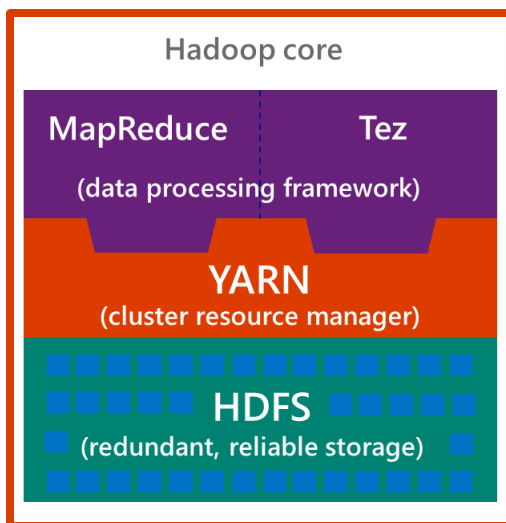 Hadoop core
MapReduce Tez
(data processing framework)
YARN
(cluster resource manager)
HDFS
(redundant, reliable storage)